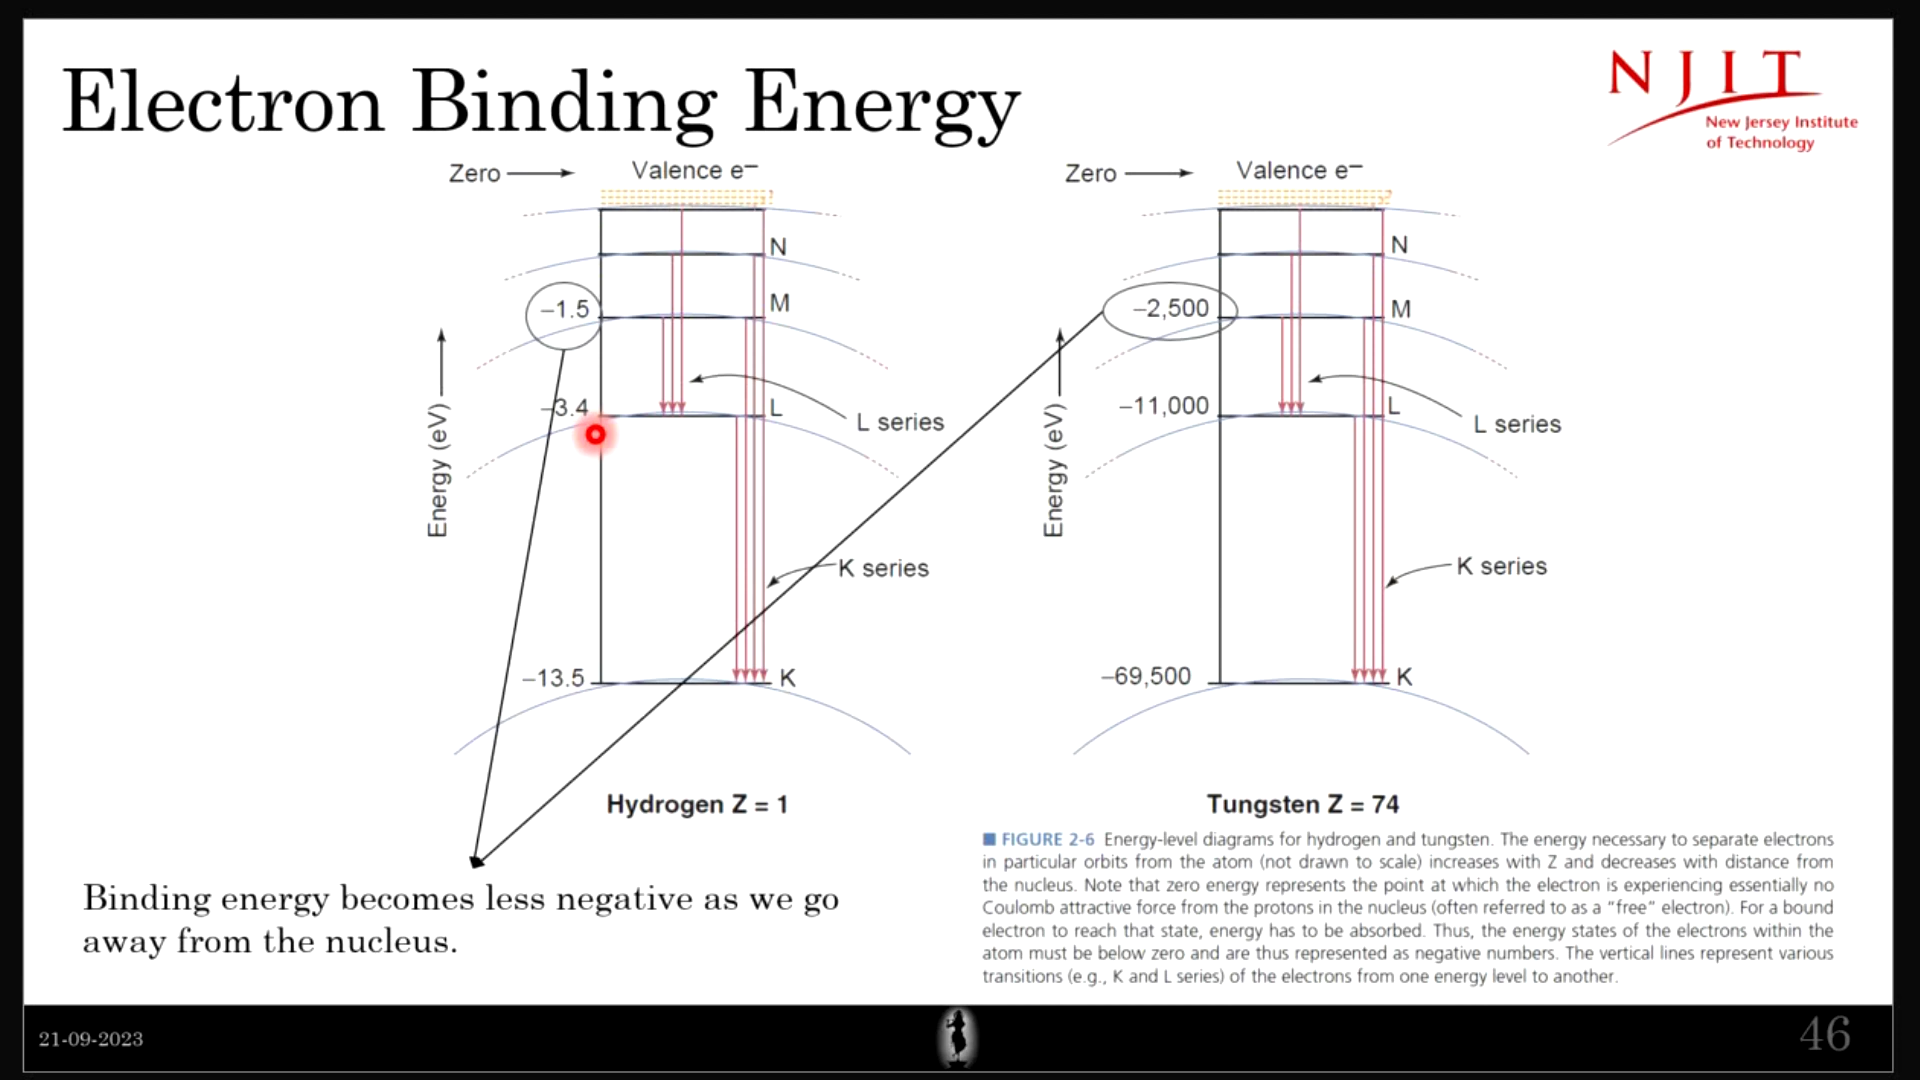 Electron Binding Energy
NJIT
New Jersey Institute
of Technology
Zero
Valence e−
N
−1.5
M
−3.4
L
L series
Energy (eV)
K series
−13.5
K
Hydrogen Z = 1
Zero
Valence e−
N
−2,500
M
−11,000
L
L series
Energy (eV)
K series
−69,500
K
Tungsten Z = 74
FIGURE 2-6 Energy-level diagrams for hydrogen and tungsten. The energy necessary to separate electrons
in particular orbits from the atom (not drawn to scale) increases with Z and decreases with distance from
the nucleus. Note that zero energy represents the point at which the electron is experiencing essentially no
Coulomb attractive force from the protons in the nucleus (often referred to as a “free” electron). For a bound
electron to reach that state, energy has to be absorbed. Thus, the energy states of the electrons within the
atom must be below zero and are thus represented as negative numbers. The vertical lines represent various
transitions (e.g., K and L series) of the electrons from one energy level to another.
Binding energy becomes less negative as we go
away from the nucleus.
21-09-2023
46